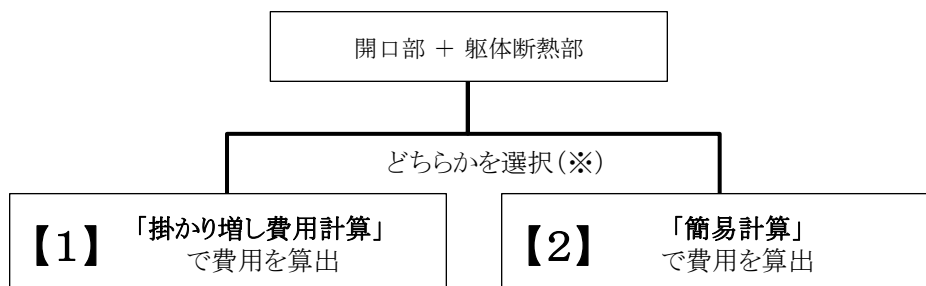 開口部 + 躯体断熱部
どちらかを選択(※)
【1】 「掛かり増し費用計算」
で費用を算出
【2】 「簡易計算」
で費用を算出